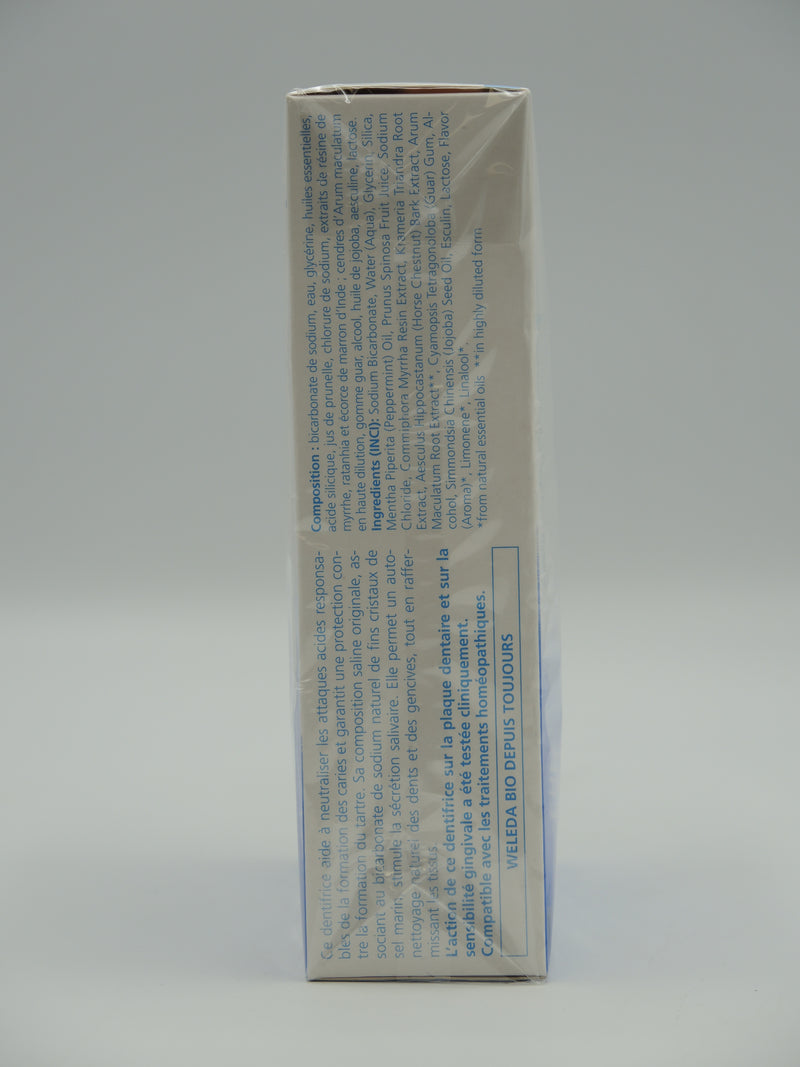 Ce dentifrice aide à neutraliser les attaques acides responsa-
bles de la formation des caries et garantit une protection con-
tre la formation du tartre. Sa composition saline originale, as-
sociant au bicarbonate de sodium naturel de fins cristaux de
sel marin, stimule la sécrétion salivaire. Elle permet un auto-
nettoyage naturel des dents et des gencives, tout en raffer-
missant les tissus.
L'action de ce dentifrice sur la plaque dentaire et sur la
sensibilité gingivale a été testée cliniquement.
Compatible avec les traitements homéopathiques.
WELEDA BIO DEPUIS TOUJOURS
Composition : bicarbonate de sodium, eau, glycérine, huiles essentielles,
acide silicique, jus de prunelle, chlorure de sodium, extraits de résine de
myrrhe, ratanhia et écorce de marron d'Inde ; cendres d'Arum maculatum
en haute dilution, gomme guar, alcool, huile de jojoba, aesculine, lactose.
Ingredients (INCI): Sodium Bicarbonate, Water (Aqua), Glycerin, Silica,
Mentha Piperita (Peppermint) Oil, Prunus Spinosa Fruit Juice, Sodium
Chloride, Commiphora Myrrha Resin Extract, Krameria Triandra Root
Extract, Aesculus Hippocastanum (Horse Chestnut) Bark Extract, Arum
Maculatum Root Extract**, Cyamopsis Tetragonoloba (Guar) Gum, Al-
cohol, Simmondsia Chinensis (Jojoba) Seed Oil, Esculin, Lactose, Flavor
(Aroma)*, Limonene*, Linalool*.
*from natural essential oils **in highly diluted form